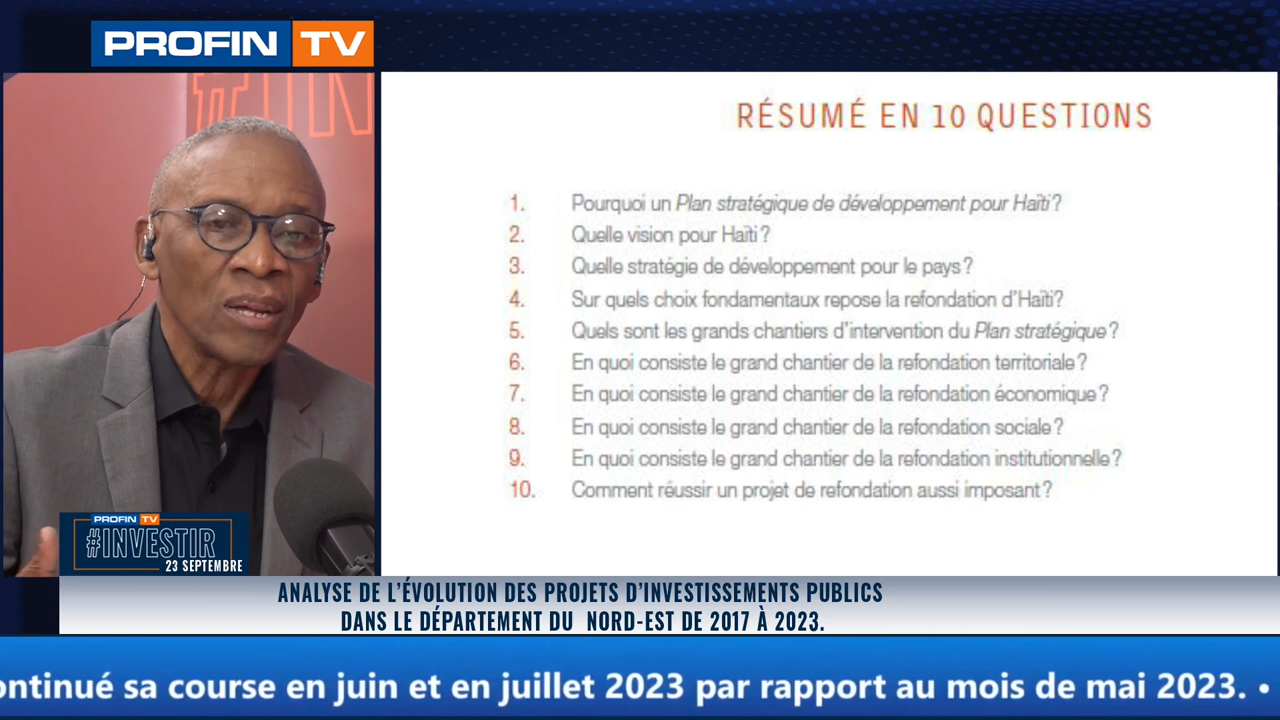 PROFIN TV
#IN
RÉSUMÉ EN 10 QUESTIONS
1. Pourquoi un Plan stratégique de développement pour Haïti ?
2. Quelle vision pour Haïti ?
3. Quelle stratégie de développement pour le pays ?
4. Sur quels choix fondamentaux repose la refondation d'Haïti?
5. Quels sont les grands chantiers d'intervention du Plan stratégique ?
6. En quoi consiste le grand chantier de la refondation territoriale ?
7. En quoi consiste le grand chantier de la refondation économique ?
8. En quoi consiste le grand chantier de la refondation sociale ?
9. En quoi consiste le grand chantier de la refondation institutionnelle ?
10. Comment réussir un projet de refondation aussi imposant ?
PROFIN TV
#INVESTIR
23 SEPTEMBRE
ANALYSE DE L'ÉVOLUTION DES PROJETS D'INVESTISSEMENTS PUBLICS
DANS LE DÉPARTEMENT DU NORD-EST DE 2017 À 2023.
ontinué sa course en juin et en juillet 2023 par rapport au mois de mai 2023. •